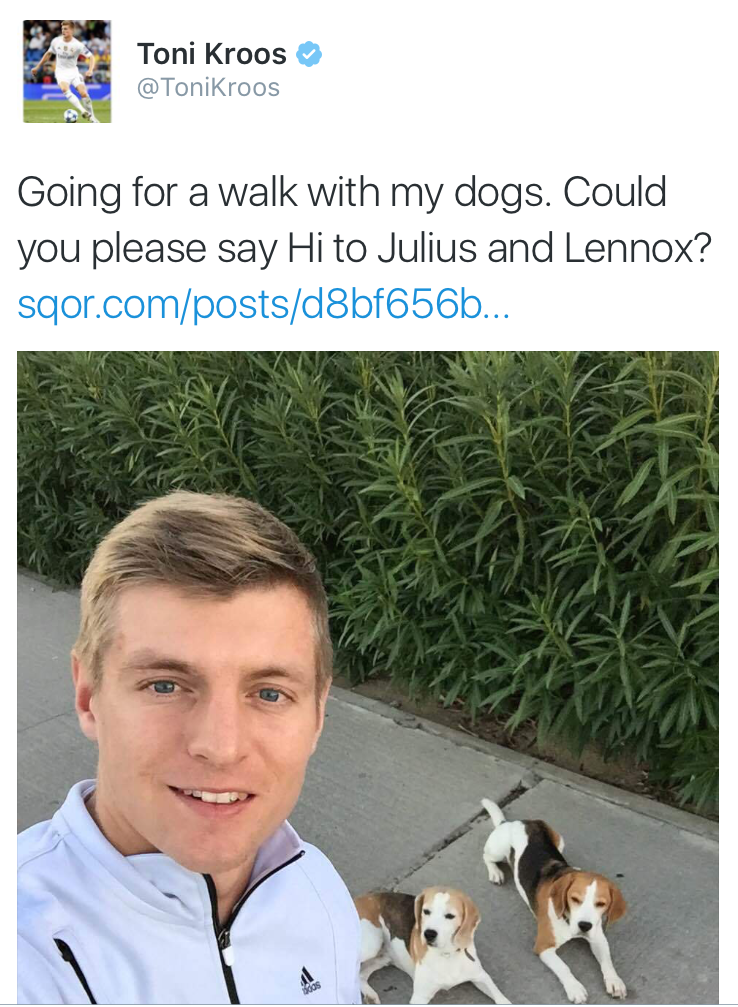 Toni Kroos
@ToniKroos
Going for a walk with my dogs. Could
you please say Hi to Julius and Lennox?
sqor.com/posts/d8bf656b...
adidas